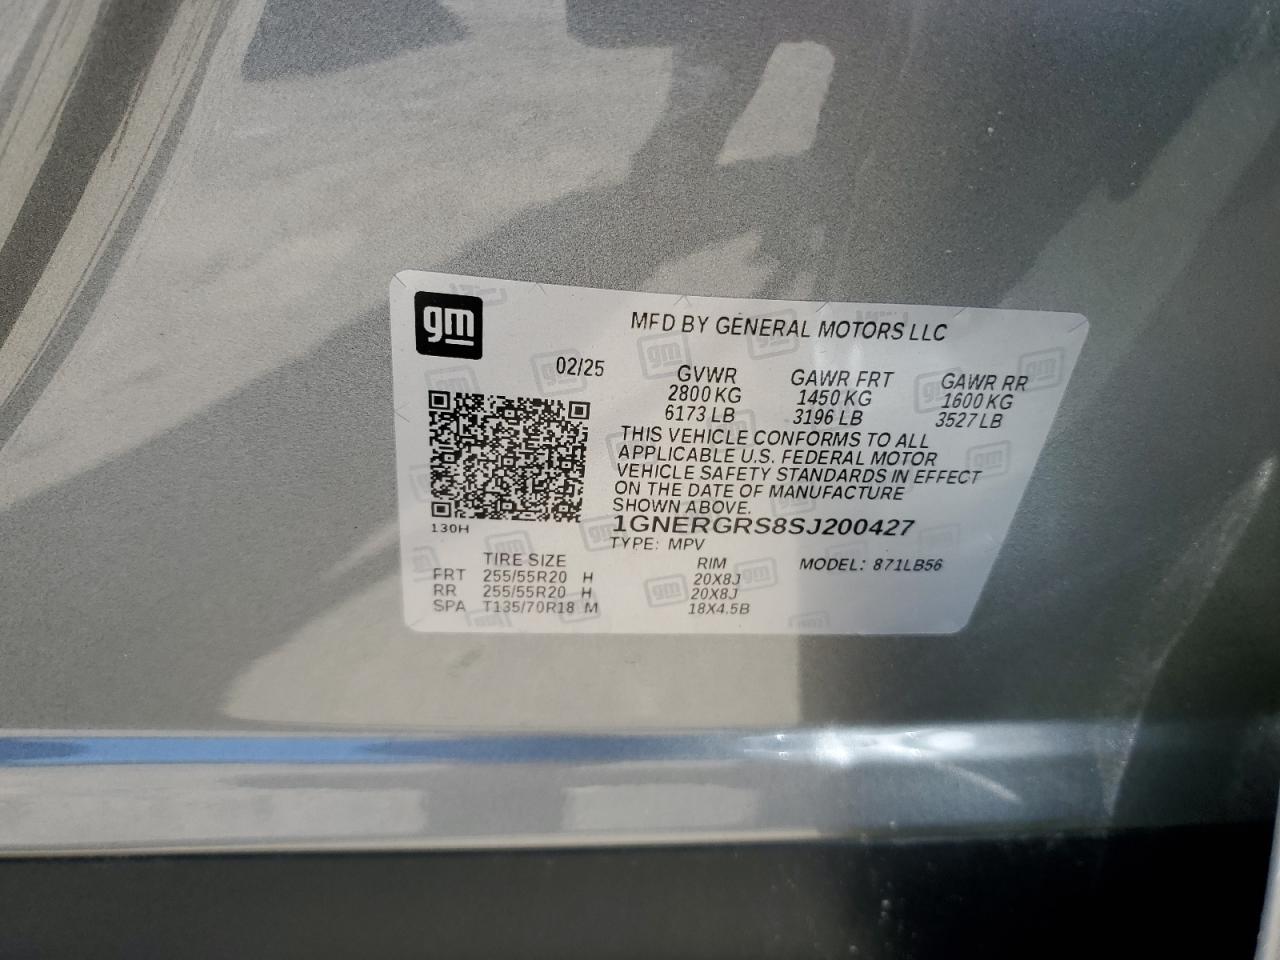 gm
MFD BY GENERAL MOTORS LLC
02/25
GVWR GAWR FRT GAWR RR
2800 KG 1450 KG 1600 KG
6173 LB 3196 LB 3527 LB
THIS VEHICLE CONFORMS TO ALL
APPLICABLE U.S. FEDERAL MOTOR
VEHICLE SAFETY STANDARDS IN EFFECT
ON THE DATE OF MANUFACTURE
SHOWN ABOVE.
1GNERGRS8SJ200427
130H
TYPE: MPV
MODEL: 871LB56
TIRE SIZE RIM
FRT 255/55R20 H 20X8J
RR 255/55R20 H 20X8J
SPA T135/70R18 M 18X4.5B